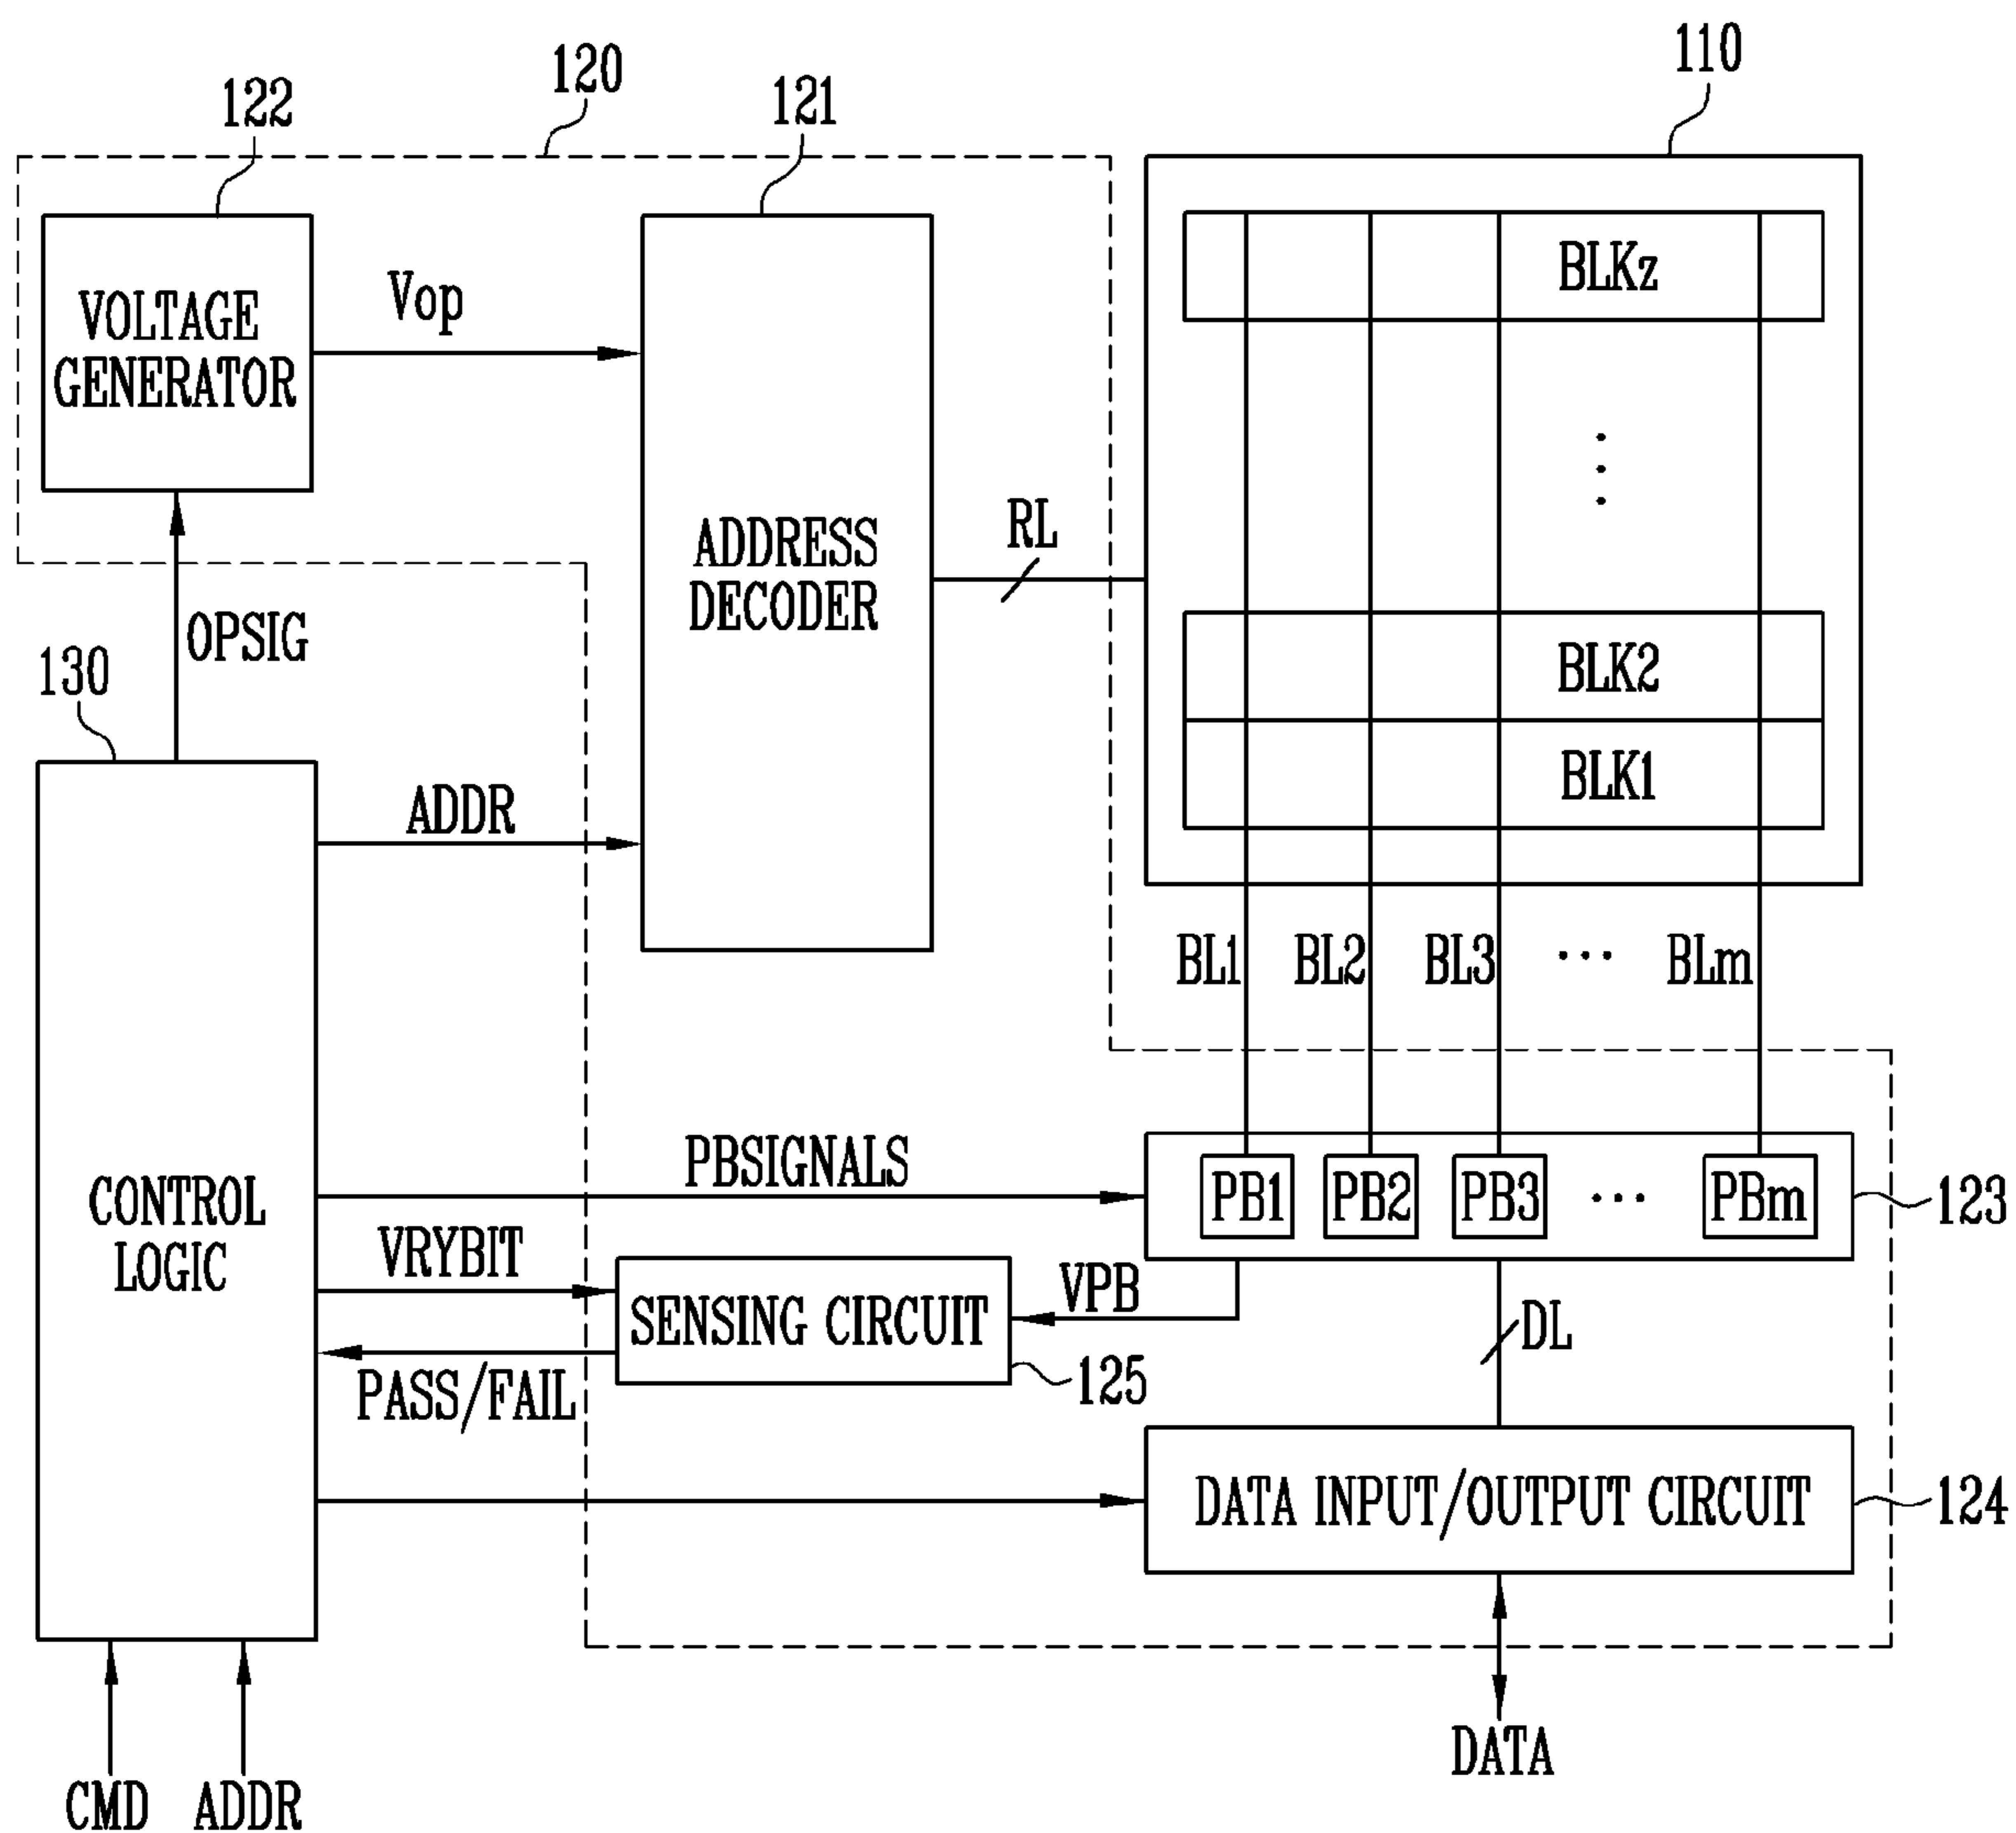 110
120
122
121
VOLTAGE
GENERATOR
Vop
BLKz
ADDRESS
DECODER
RL
OPSIG
130
BLK2
BLK1
ADDR
BL1 BL2 BL3 ... BLm
CONTROL
LOGIC
PBSIGNALS
PB1 PB2 PB3 ... PBm
123
VRYBIT
SENSING CIRCUIT
VPB
DL
PASS/FAIL
125
DATA INPUT/OUTPUT CIRCUIT
124
DATA
CMD ADDR